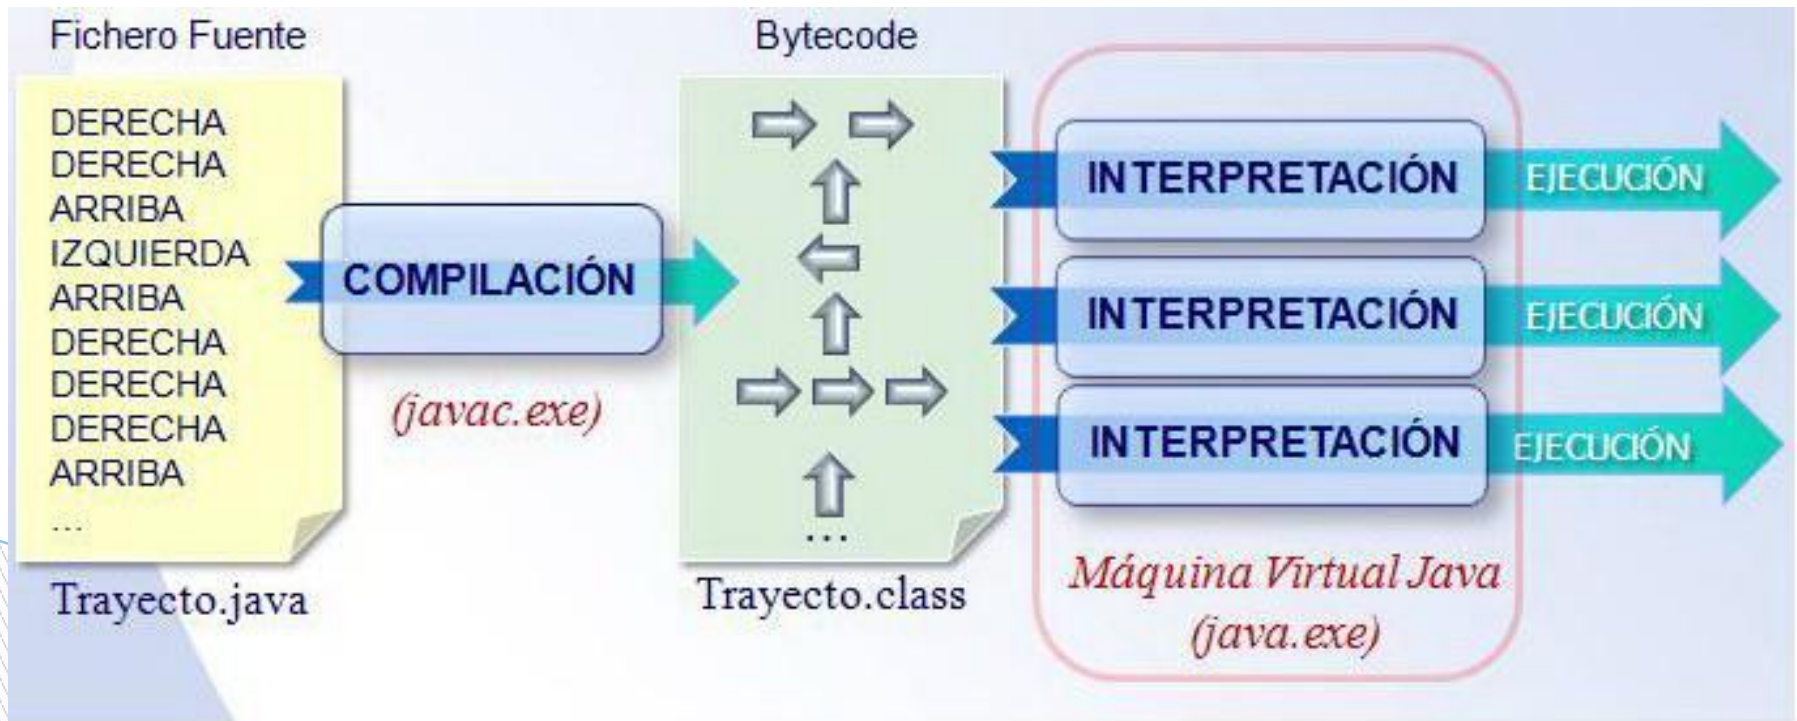 Fichero Fuente
DERECHA
DERECHA
ARRIBA
IZQUIERDA
ARRIBA
DERECHA
DERECHA
DERECHA
ARRIBA
...
Trayecto.java
COMPILACIÓN
(javac.exe)
Bytecode
...
Trayecto.class
INTERPRETACIÓN
EJECUCIÓN
INTERPRETACIÓN
EJECUCIÓN
INTERPRETACIÓN
EJECUCIÓN
Máquina Virtual Java
(java.exe)